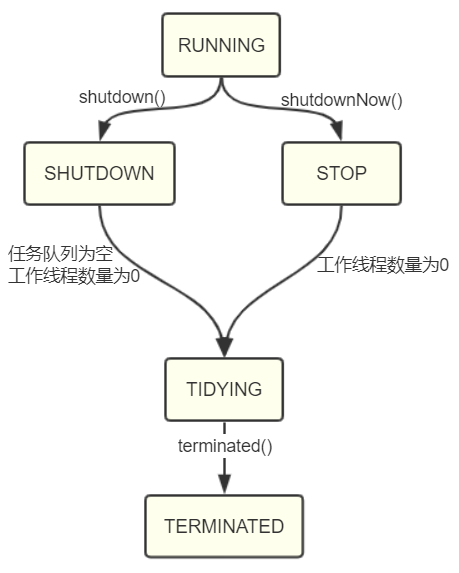 RUNNING
shutdown()
shutdownNow()
SHUTDOWN
STOP
任务队列为空
工作线程数量为0
工作线程数量为0
TIDYING
terminated()
TERMINATED